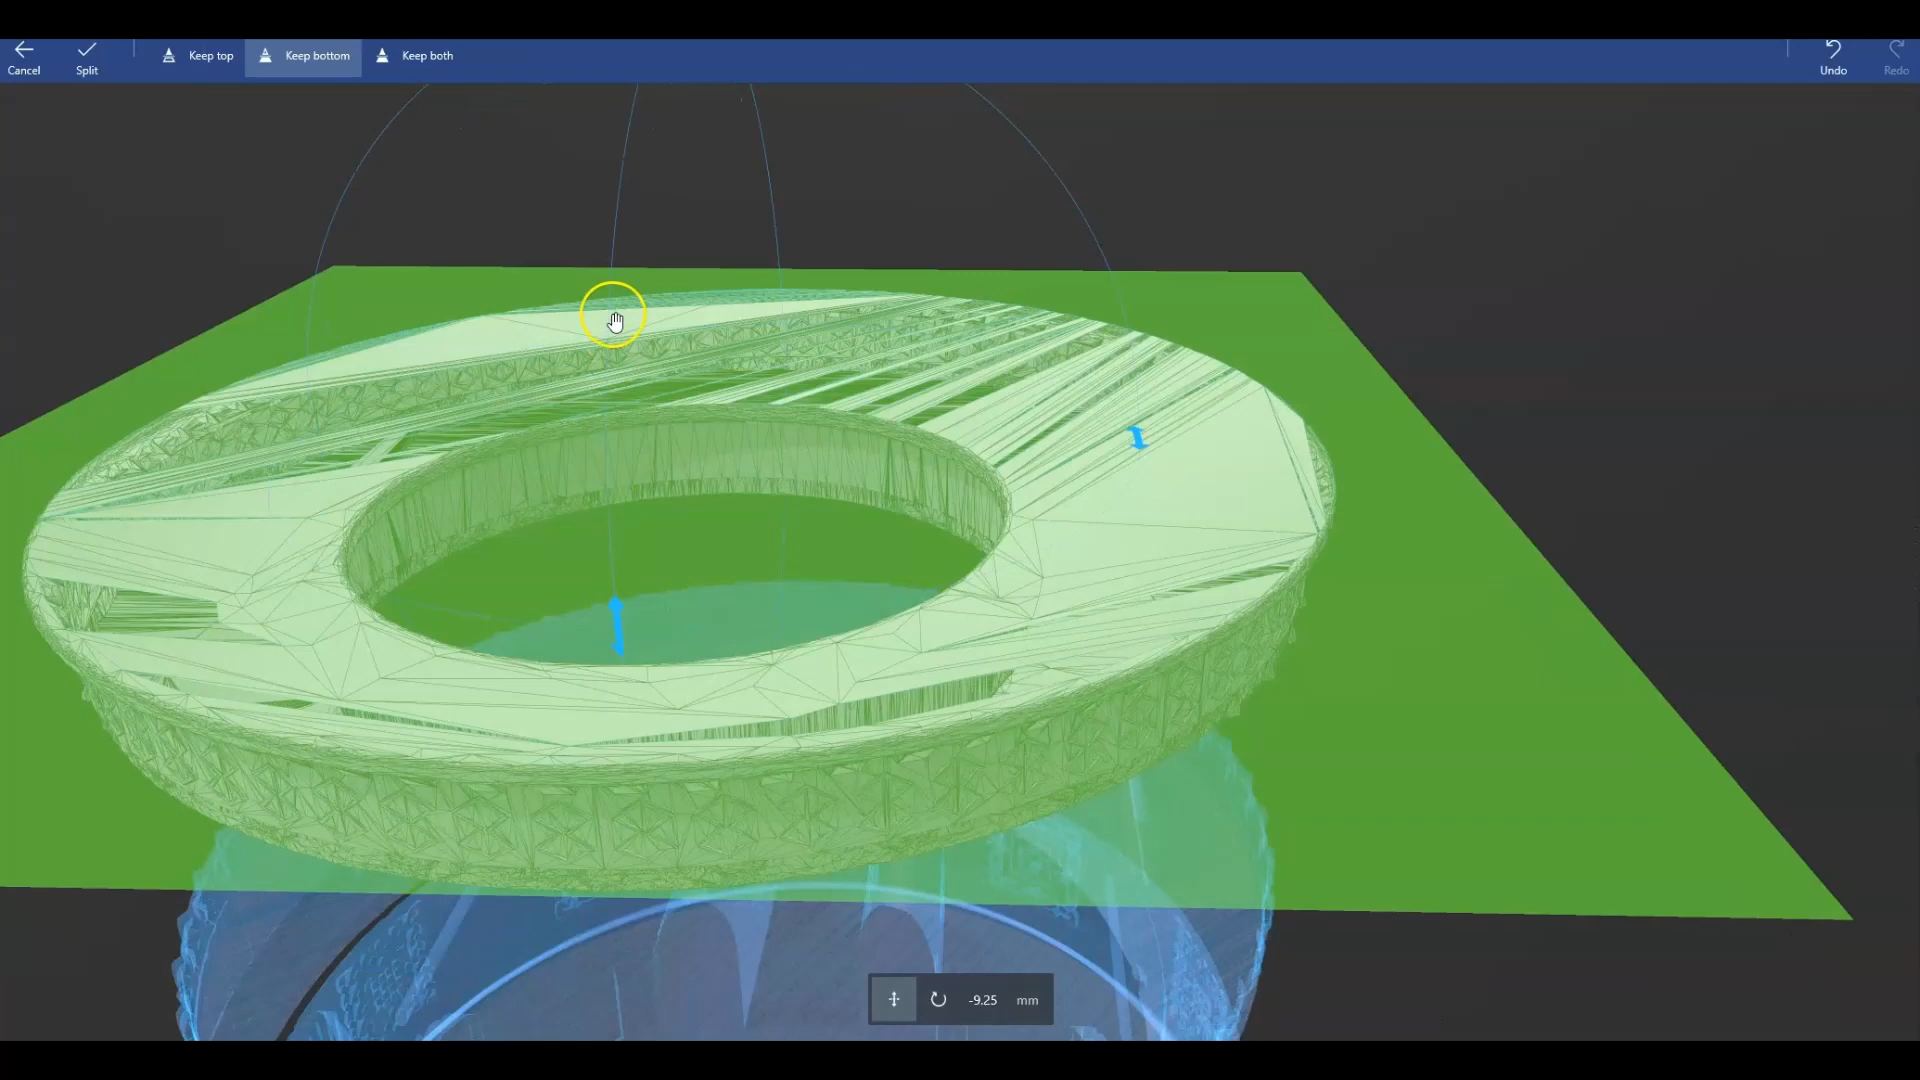 Cancel
Split
Keep top
Keep bottom
Keep both
Undo
Redo
-9.25 mm